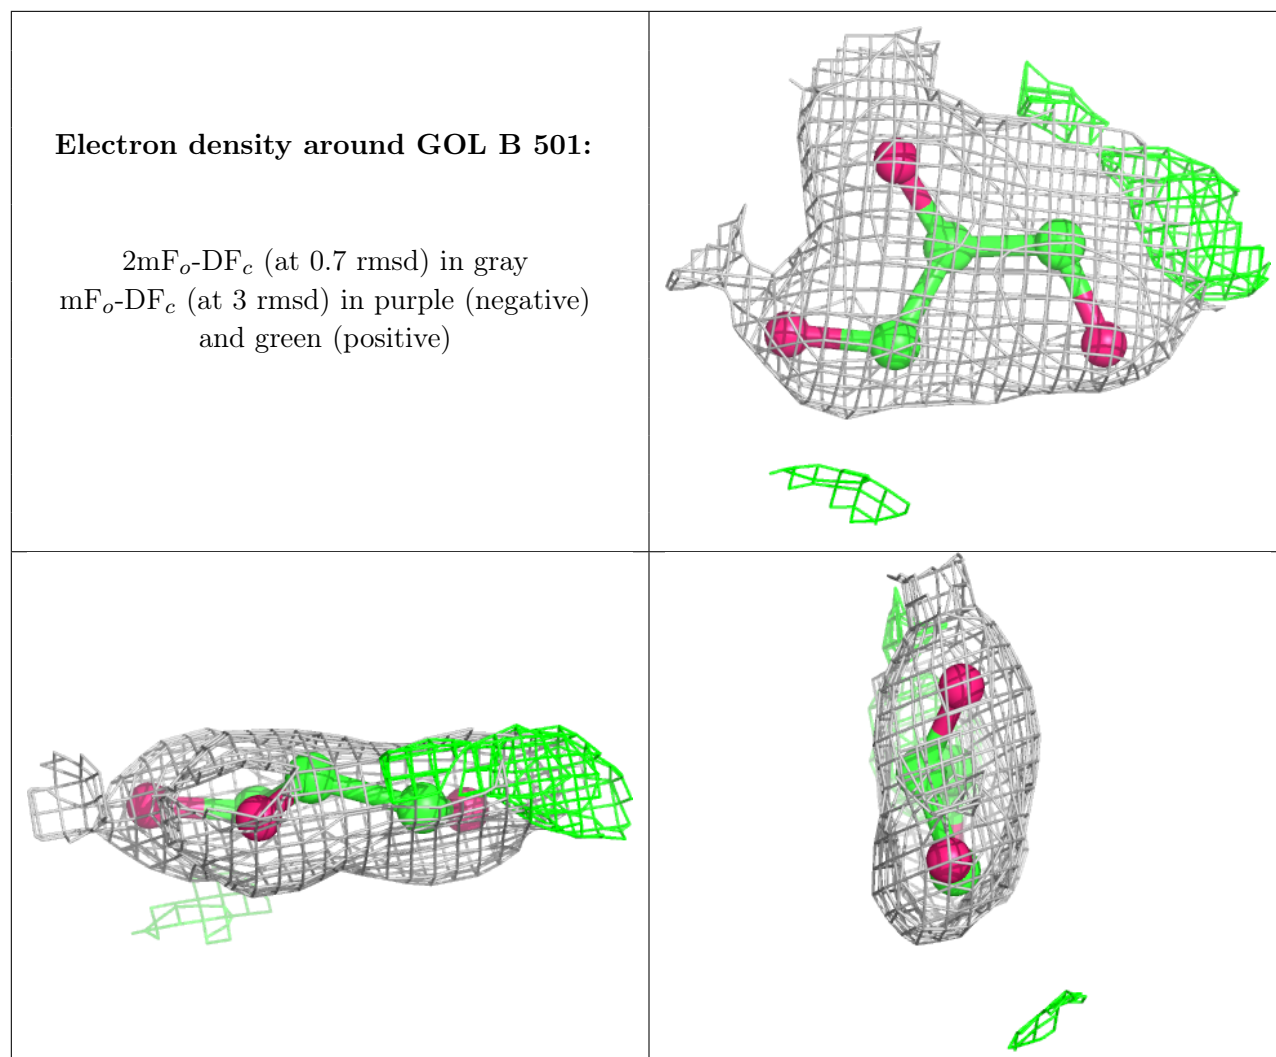 Electron density around GOL B 501:
2mFo-DFc (at 0.7 rmsd) in gray
mFo-DFc (at 3 rmsd) in purple (negative)
and green (positive)